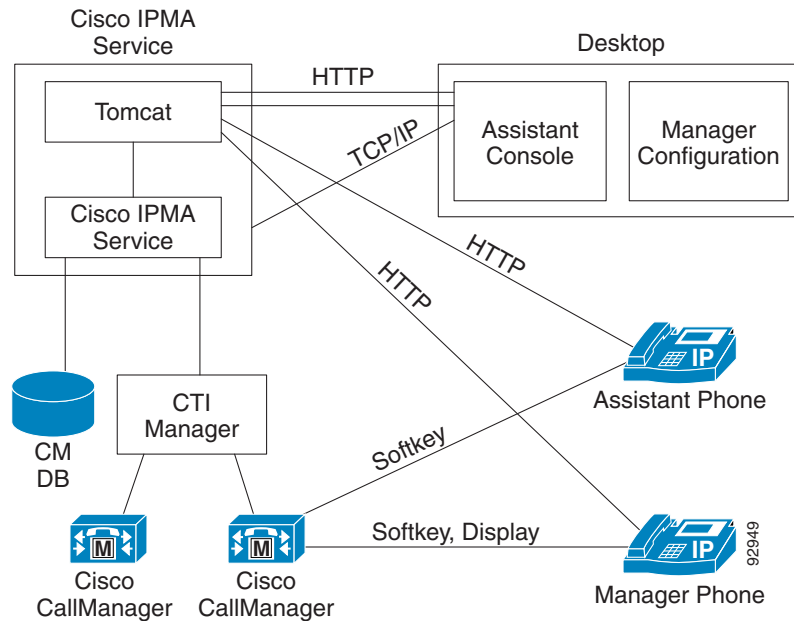 Cisco IPMA
Service
Desktop
HTTP
Tomcat
Assistant
Console
Manager
Configuration
TCP/IP
Cisco IPMA
Service
HTTP
HTTP
IP
Assistant Phone
CTI
Manager
CM
DB
Softkey
M
Cisco
CallManager
M
Cisco
CallManager
Softkey, Display
IP
92949
Manager Phone